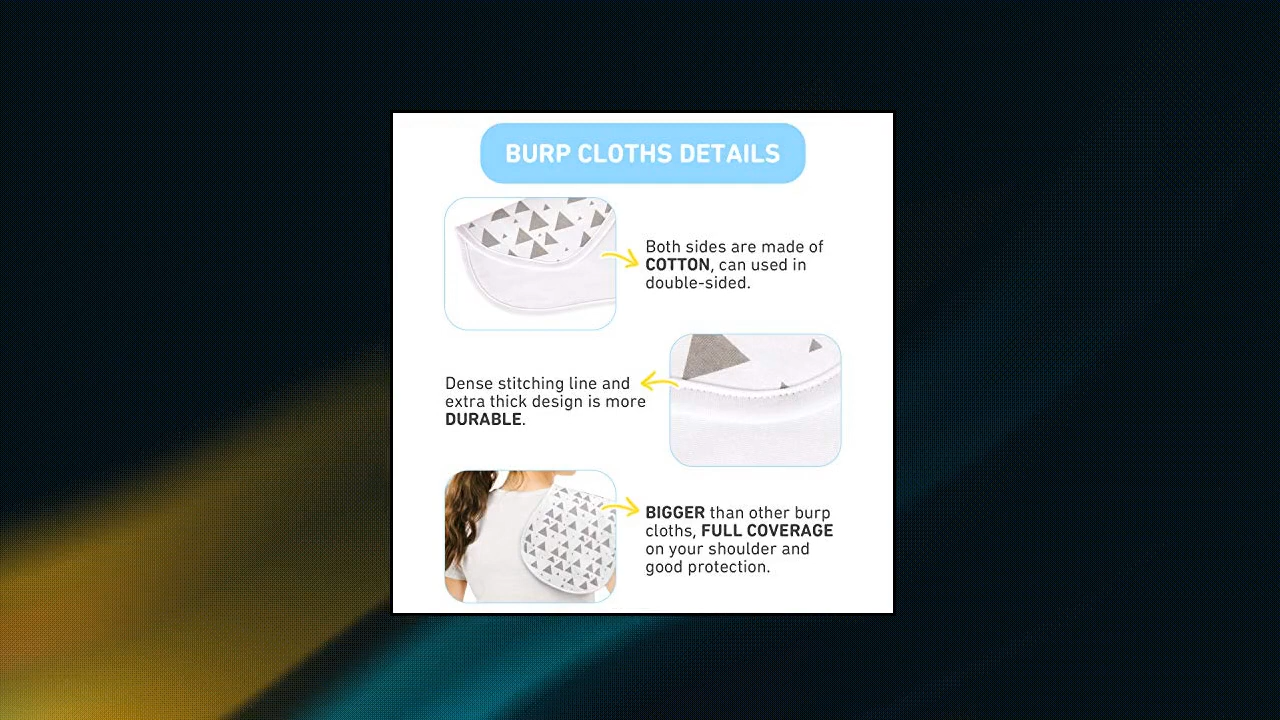 BURP CLOTHS DETAILS
Both sides are made of
COTTON, can used in
double-sided.
Dense stitching line and
extra thick design is more
DURABLE.
BIGGER than other burp
cloths, FULL COVERAGE
on your shoulder and
good protection.